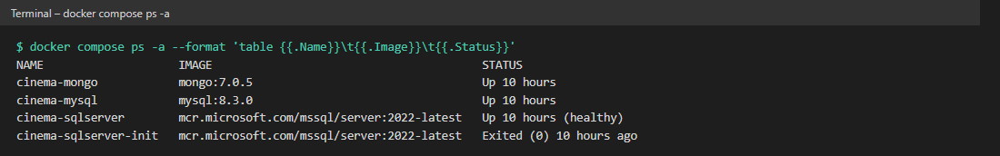 Terminal – docker compose ps -a
$ docker compose ps -a --format 'table {{.Name}}\t{{.Image}}\t{{.Status}}'
NAME IMAGE STATUS
cinema-mongo mongo:7.0.5 Up 10 hours
cinema-mysql mysql:8.3.0 Up 10 hours
cinema-sqlserver mcr.microsoft.com/mssql/server:2022-latest Up 10 hours (healthy)
cinema-sqlserver-init mcr.microsoft.com/mssql/server:2022-latest Exited (0) 10 hours ago